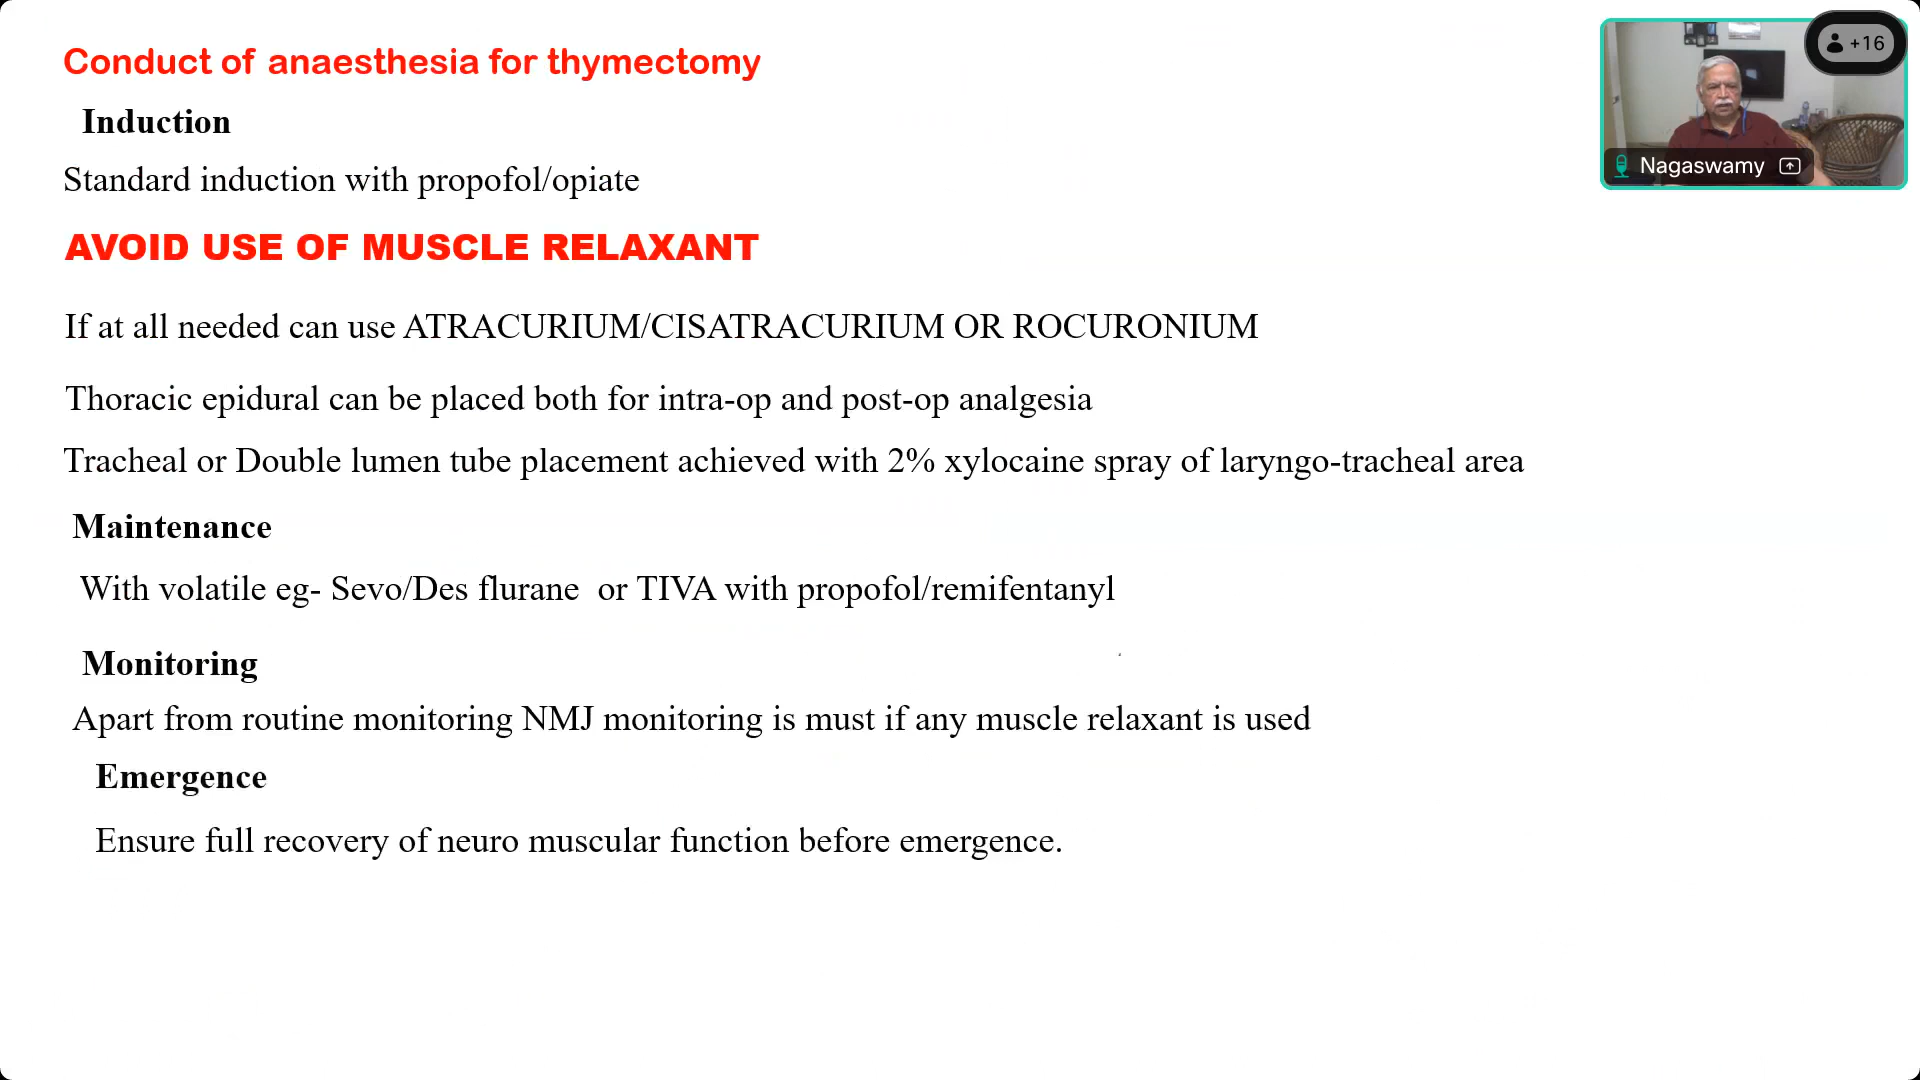 Conduct of anaesthesia for thymectomy
Induction
Standard induction with propofol/opiate
AVOID USE OF MUSCLE RELAXANT
If at all needed can use ATRACURIUM/CISATRACURIUM OR ROCURONIUM
Thoracic epidural can be placed both for intra-op and post-op analgesia
Tracheal or Double lumen tube placement achieved with 2% xylocaine spray of laryngo-tracheal area
Maintenance
With volatile eg- Sevo/Des flurane or TIVA with propofol/remifentanyl
Monitoring
Apart from routine monitoring NMJ monitoring is must if any muscle relaxant is used
Emergence
Ensure full recovery of neuro muscular function before emergence.
+16
Nagaswamy